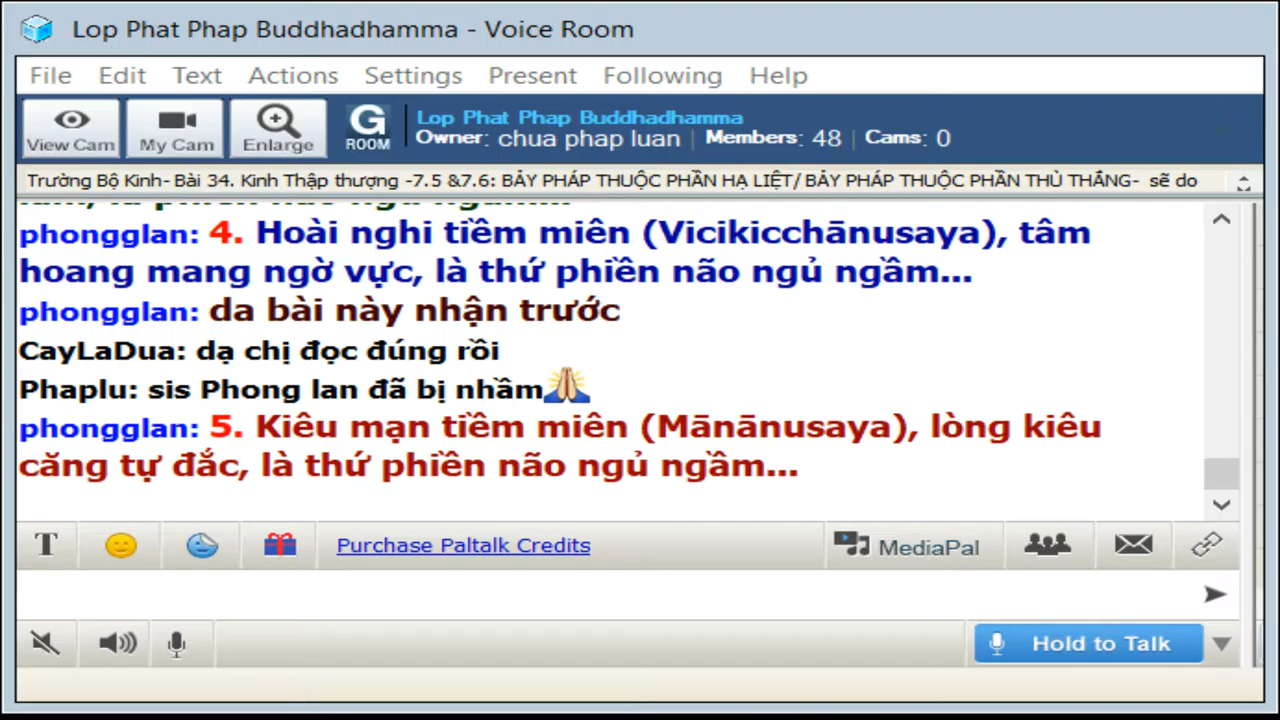 Lop Phat Phap Buddhadhamma - Voice Room
File Edit Text Actions Settings Present Following Help
View Cam My Cam Enlarge G ROOM
Lop Phat Phap Buddhadhamma
Owner: chua phap luan | Members: 48 | Cams: 0
Trường Bộ Kinh- Bài 34. Kinh Thập thượng -7.5 &7.6: BẢY PHÁP THUỘC PHẦN HẠ LIỆT/ BẢY PHÁP THUỘC PHẦN THÙ THẮNG- sẽ do
phongglan: 4. Hoài nghi tiềm miên (Vicikicchānusaya), tâm
hoang mang ngờ vực, là thứ phiền não ngủ ngầm...
phongglan: da bài này nhận trước
CayLaDua: dạ chị đọc đúng rồi
Phaplu: sis Phong lan đã bị nhầm
phongglan: 5. Kiêu mạn tiềm miên (Mānānusaya), lòng kiêu
căng tự đắc, là thứ phiền não ngủ ngầm...
T Purchase Paltalk Credits MediaPal
Hold to Talk